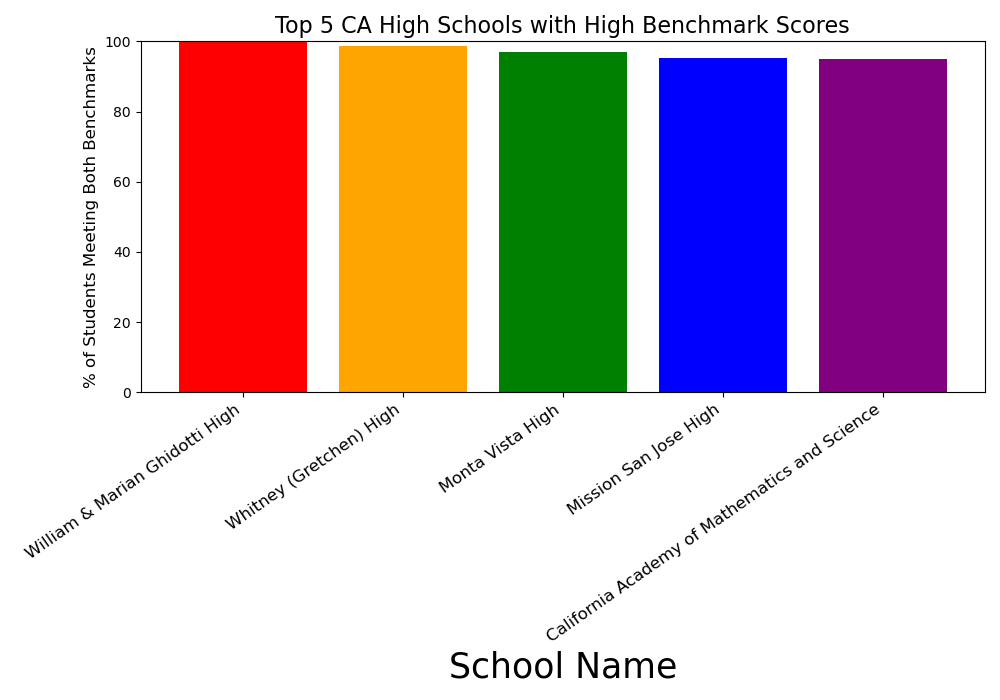 Top 5 CA High Schools with High Benchmark Scores
% of Students Meeting Both Benchmarks
100
80
60
40
20
0
William & Marian Ghidotti High
Whitney (Gretchen) High
Monta Vista High
Mission San Jose High
California Academy of Mathematics and Science
School Name